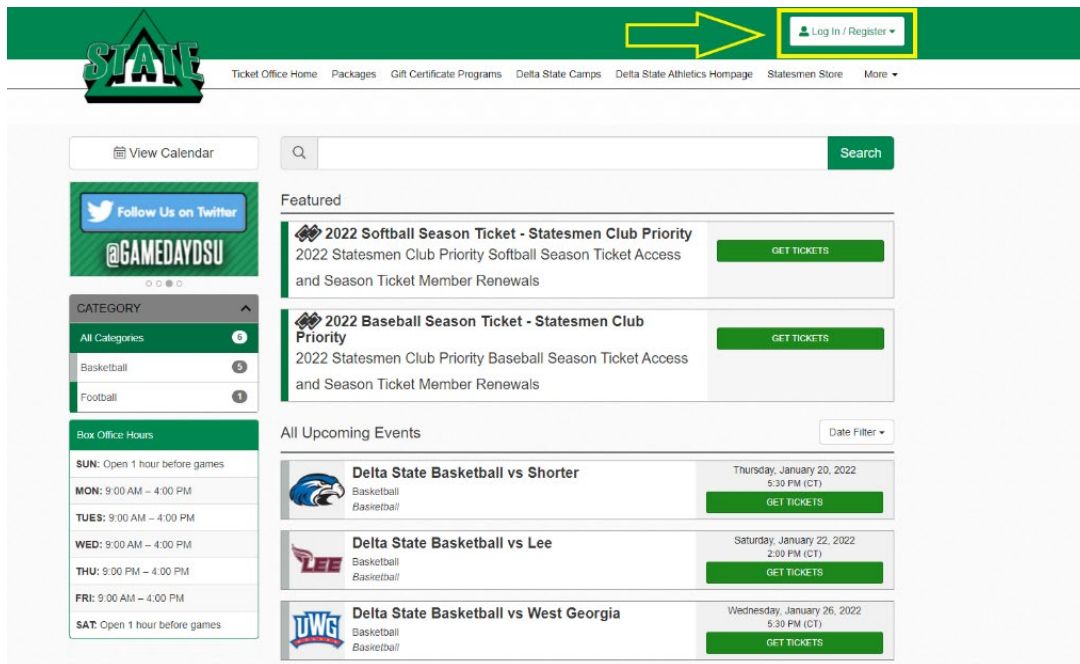 STATE
Log In / Register
Ticket Office Home Packages Gift Certificate Programs Delta State Camps Delta State Athletics Hompage Statesmen Store More
View Calendar
Search
Follow Us on Twitter
@GAMEDAYDSU
CATEGORY
All Categories 6
Basketball 5
Football 1
Box Office Hours
SUN: Open 1 hour before games
MON: 9:00 AM – 4:00 PM
TUES: 9:00 AM – 4:00 PM
WED: 9:00 AM – 4:00 PM
THU: 9:00 PM – 4:00 PM
FRI: 9:00 AM – 4:00 PM
SAT: Open 1 hour before games
Featured
2022 Softball Season Ticket - Statesmen Club Priority
2022 Statesmen Club Priority Softball Season Ticket Access
and Season Ticket Member Renewals
GET TICKETS
2022 Baseball Season Ticket - Statesmen Club
Priority
2022 Statesmen Club Priority Baseball Season Ticket Access
and Season Ticket Member Renewals
GET TICKETS
All Upcoming Events
Date Filter
Delta State Basketball vs Shorter
Basketball
Basketball
Thursday, January 20, 2022
5:30 PM (CT)
GET TICKETS
LEE
Delta State Basketball vs Lee
Basketball
Basketball
Saturday, January 22, 2022
2:00 PM (CT)
GET TICKETS
UWG
Delta State Basketball vs West Georgia
Basketball
Basketball
Wednesday, January 26, 2022
5:30 PM (CT)
GET TICKETS